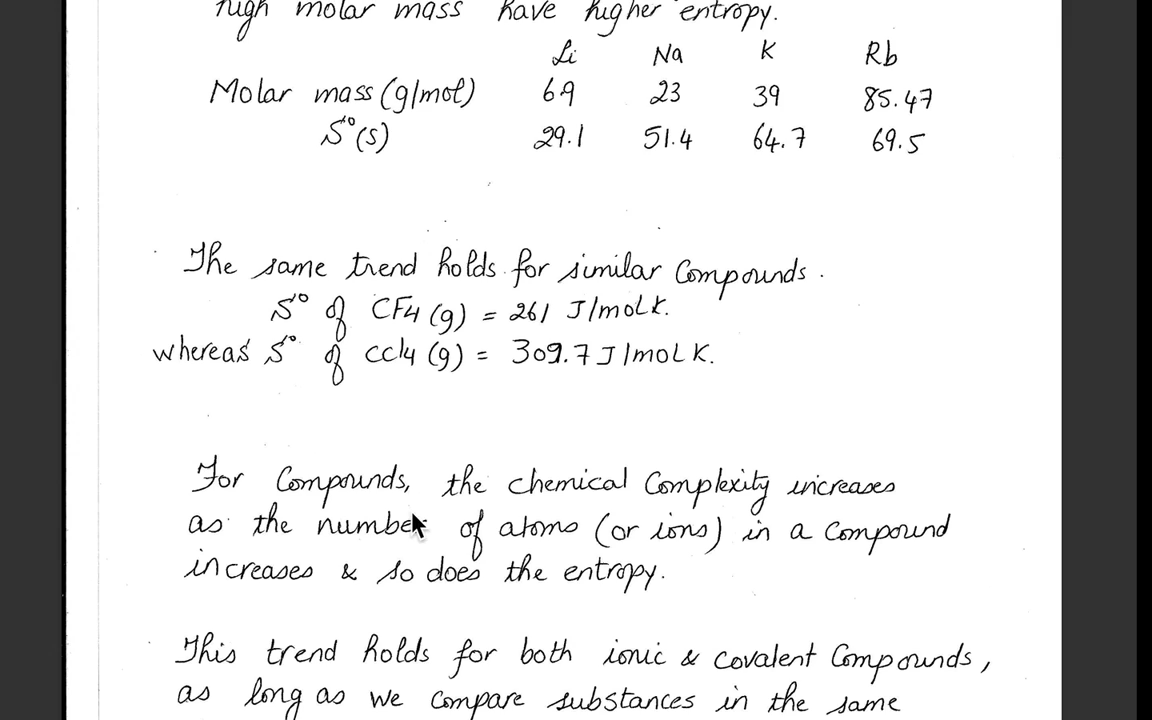 high molar mass have higher entropy.
Li Na K Rb
Molar mass (g/mol) 6.9 23 39 85.47
S°(s) 29.1 51.4 64.7 69.5
The same trend holds for similar Compounds.
S° of CF4 (g) = 261 J/molK.
whereas S° of ccl4 (g) = 309.7 J/molK.
For Compounds, the chemical Complexity increases
as the number of atoms (or ions) in a compound
increases & so does the entropy.
This trend holds for both ionic & covalent Compounds,
as long as we compare substances in the same